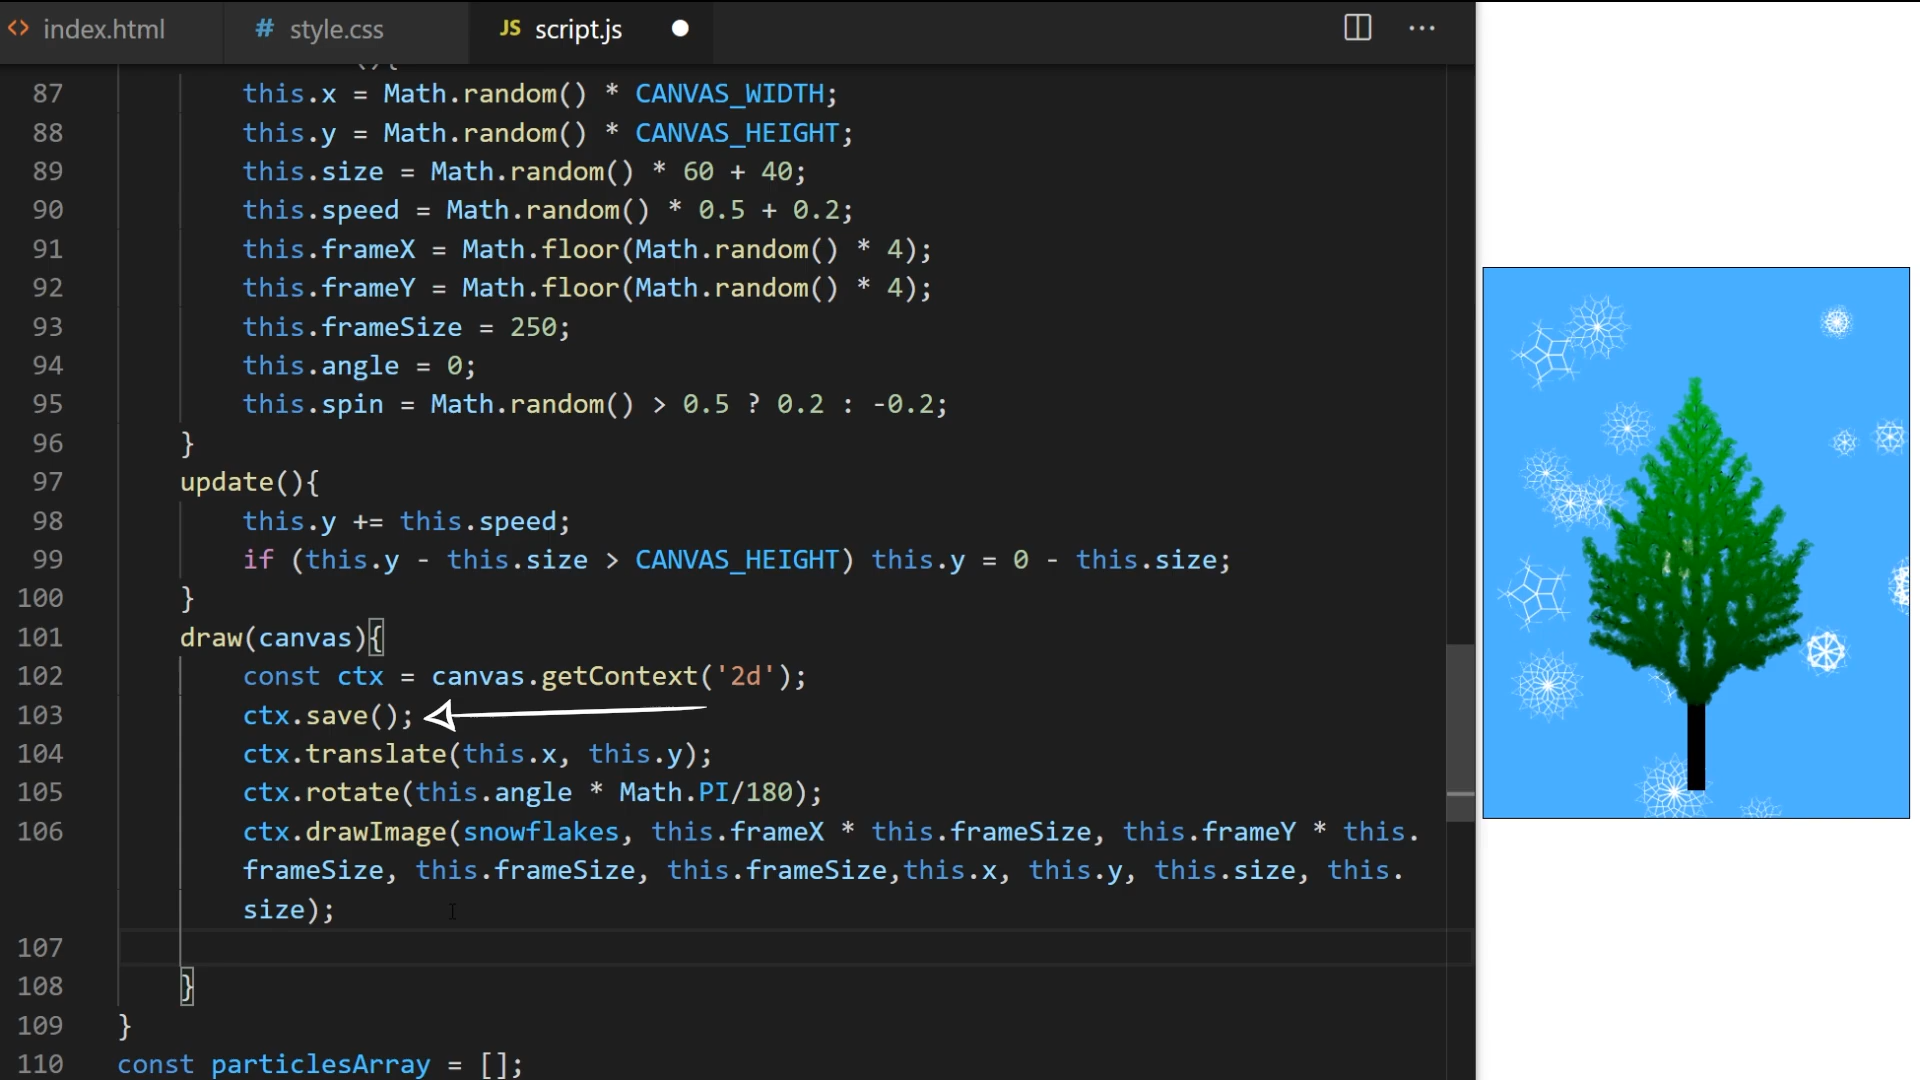 index.html # style.css JS script.js
(){
87 this.x = Math.random() * CANVAS_WIDTH;
88 this.y = Math.random() * CANVAS_HEIGHT;
89 this.size = Math.random() * 60 + 40;
90 this.speed = Math.random() * 0.5 + 0.2;
91 this.frameX = Math.floor(Math.random() * 4);
92 this.frameY = Math.floor(Math.random() * 4);
93 this.frameSize = 250;
94 this.angle = 0;
95 this.spin = Math.random() > 0.5 ? 0.2 : -0.2;
96 }
97 update(){
98 this.y += this.speed;
99 if (this.y - this.size > CANVAS_HEIGHT) this.y = 0 - this.size;
100 }
101 draw(canvas){
102 const ctx = canvas.getContext('2d');
103 ctx.save();
104 ctx.translate(this.x, this.y);
105 ctx.rotate(this.angle * Math.PI/180);
106 ctx.drawImage(snowflakes, this.frameX * this.frameSize, this.frameY * this.
frameSize, this.frameSize, this.frameSize,this.x, this.y, this.size, this.
size);
107
108 }
109 }
110 const particlesArray = [];